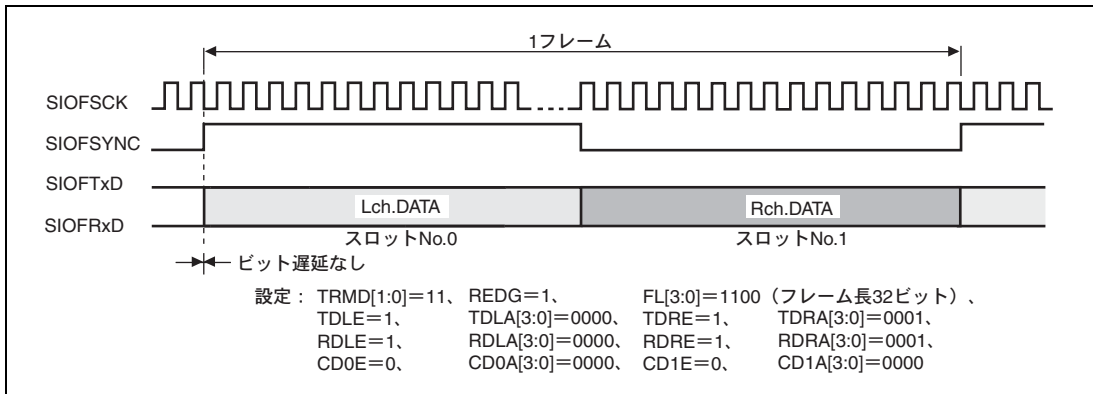 1フレーム
SIOFSCK
SIOFSYNC
SIOFTxD
Lch.DATA Rch.DATA
SIOFRxD
スロットNo.0 スロットNo.1
ビット遅延なし
設定： TRMD[1:0]＝11、 REDG＝1、 FL[3:0]＝1100（フレーム長32ビット）、
TDLE＝1、 TDLA[3:0]＝0000、 TDRE＝1、 TDRA[3:0]＝0001、
RDLE＝1、 RDLA[3:0]＝0000、 RDRE＝1、 RDRA[3:0]＝0001、
CD0E＝0、 CD0A[3:0]＝0000、 CD1E＝0、 CD1A[3:0]＝0000